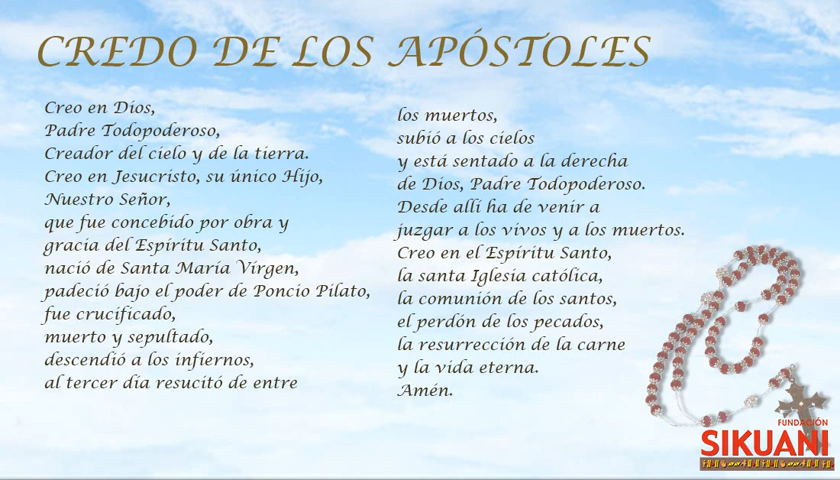 CREDO DE LOS APÓSTOLES
Creo en Dios,
Padre Todopoderoso,
Creador del cielo y de la tierra.
Creo en Jesucristo, su único Hijo,
Nuestro Señor,
que fue concebido por obra y
gracia del Espíritu Santo,
nació de Santa María Virgen,
padeció bajo el poder de Poncio Pilato,
fue crucificado,
muerto y sepultado,
descendió a los infiernos,
al tercer día resucitó de entre
los muertos,
subió a los cielos
y está sentado a la derecha
de Dios, Padre Todopoderoso.
Desde allí ha de venir a
juzgar a los vivos y a los muertos.
Creo en el Espíritu Santo,
la santa Iglesia católica,
la comunión de los santos,
el perdón de los pecados,
la resurrección de la carne
y la vida eterna.
Amén.
FUNDACIÓN
SIKUANI